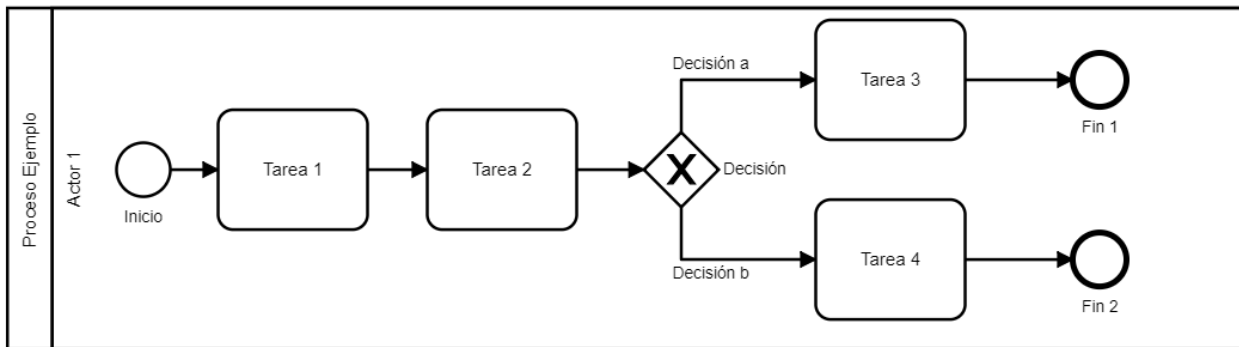 Proceso Ejemplo
Actor 1
Inicio
Tarea 1
Tarea 2
Decisión
Decisión a
Tarea 3
Fin 1
Decisión b
Tarea 4
Fin 2